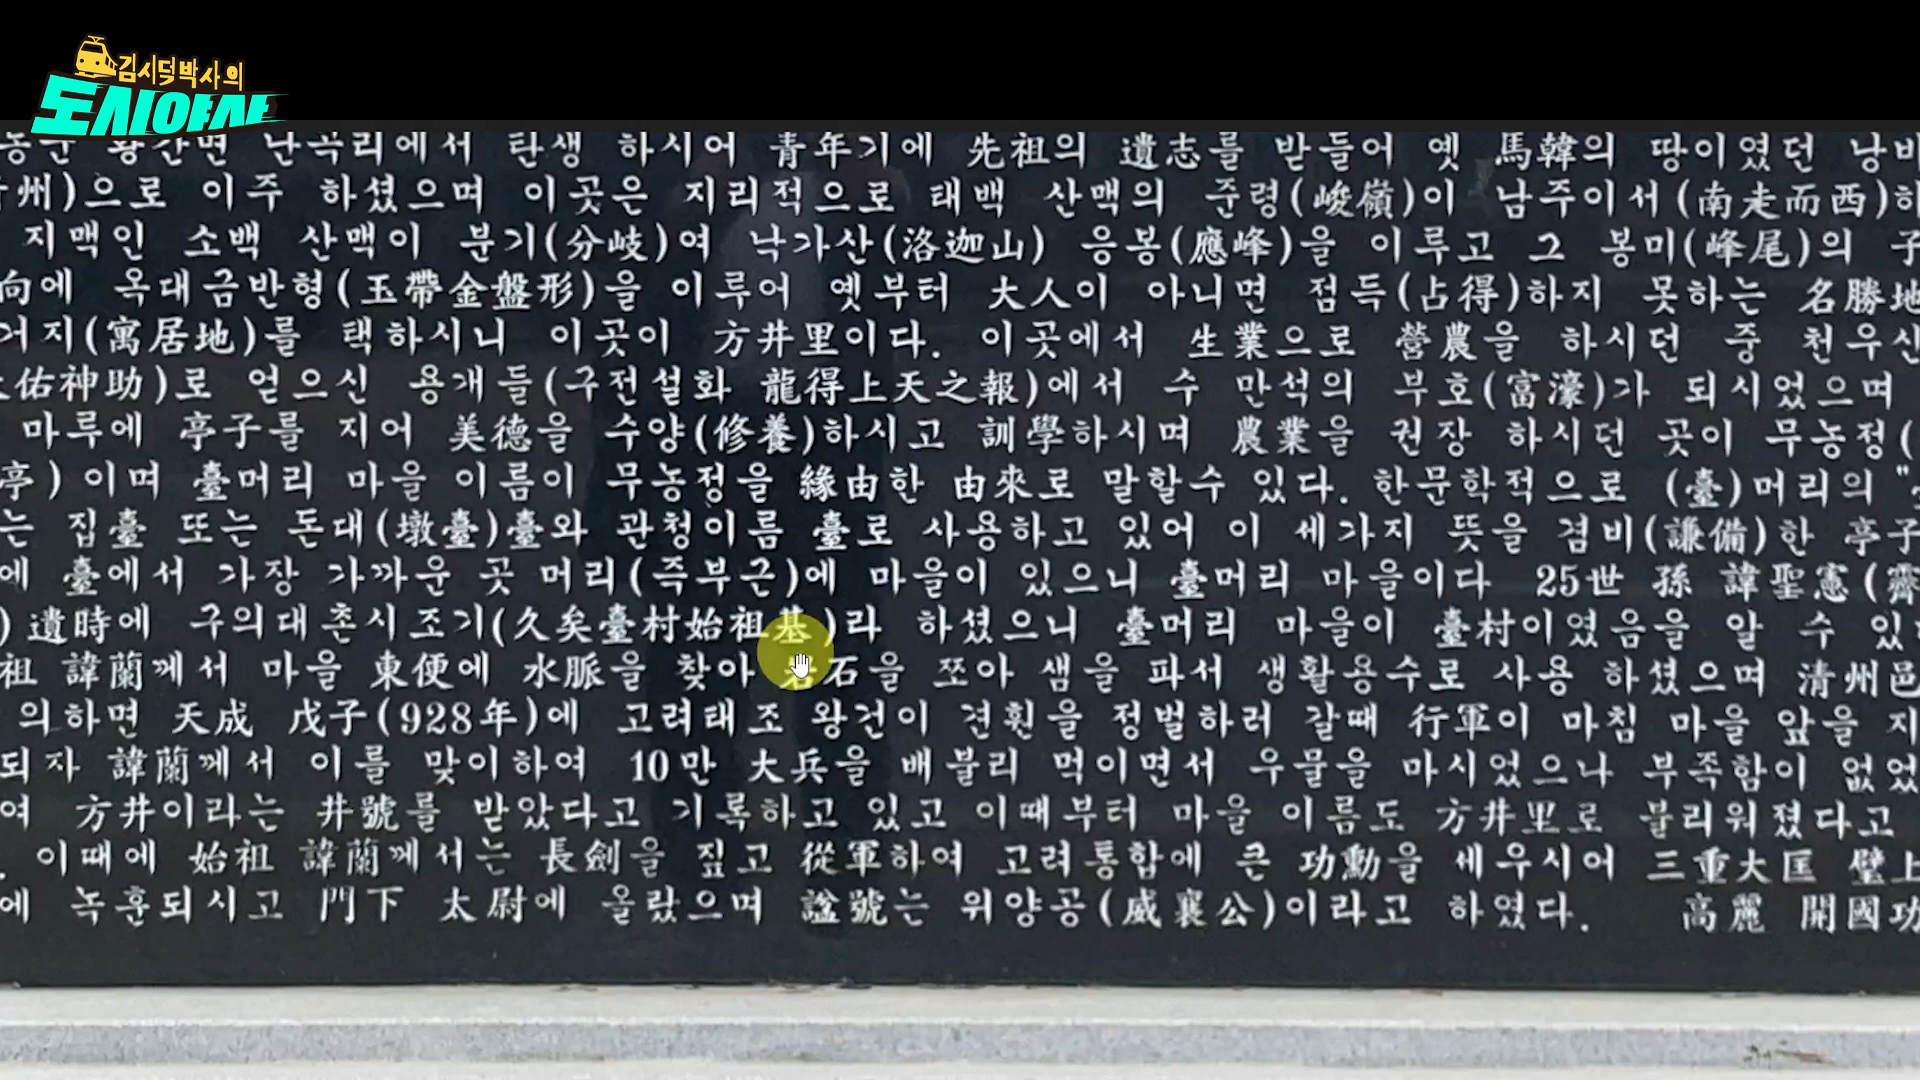 김시덕박사의
도시야사
황간면 난곡리에서 탄생 하시어 青年기에 先祖의 遺志를 받들어 옛 馬韓의 땅이였던
州)으로 이주 하셨으며 이곳은 지리적으로 태백 산맥의 준령(峻嶺)이 남주이서(南走而西)하
지맥인 소백 산맥이 분기(分岐)여 낙가산(洛迦山) 응봉(應峰)을 이루고 그 봉미(峰尾)의 子
向에 옥대금반형(玉帶金盤形)을 이루어 옛부터 大人이 아니면 점득(占得)하지 못하는 名勝地
거지(寓居地)를 택하시니 이곳이 方井里이다. 이곳에서 生業으로 營農을 하시던 중 천우신
佑神助)로 얻으신 용개들(구전설화 龍得上天之報)에서 수 만석의 부호(富濠)가 되시었으며
마루에 亭子를 지어 美德을 수양(修養)하시고 訓學하시며 農業을 권장 하시던 곳이 무농정(
亭)이며 臺머리 마을 이름이 무농정을 緣由한 由來로 말할수 있다. 한문학적으로 (臺)머리의 "
는 집臺 또는 돈대(墩臺)臺와 관청이름 臺로 사용하고 있어 이 세가지 뜻을 겸비(謙備)한 亭子
에 臺에서 가장 가까운 곳 머리(즉부근)에 마을이 있으니 臺머리 마을이다 25世 孫 諱聖憲(齋
)遺時에 구의대촌시조기(久矣臺村始祖基)라 하셨으니 臺머리 마을이 臺村이였음을 알 수 있
祖 諱蘭께서 마을 東便에 水脈을 찾아 岩石을 쪼아 샘을 파서 생활용수로 사용 하셨으며 清州邑
의하면 天成 戊子(928年)에 고려태조 왕건이 견훤을 정벌하러 갈때 行軍이 마침 마을 앞을 지
되자 諱蘭께서 이를 맞이하여 10만 大兵을 배불리 먹이면서 우물을 마시었으나 부족함이 없었
여 方井이라는 井號를 받았다고 기록하고 있고 이때부터 마을 이름도 方井里로 불리워졌다고
. 이때에 始祖 諱蘭께서는 長劍을 짚고 從軍하여 고려통합에 큰 功勳을 세우시어 三重大匡 壁上
에 녹훈되시고 門下 太尉에 올랐으며 諡號는 위양공(威襄公)이라고 하였다. 高麗 開國功